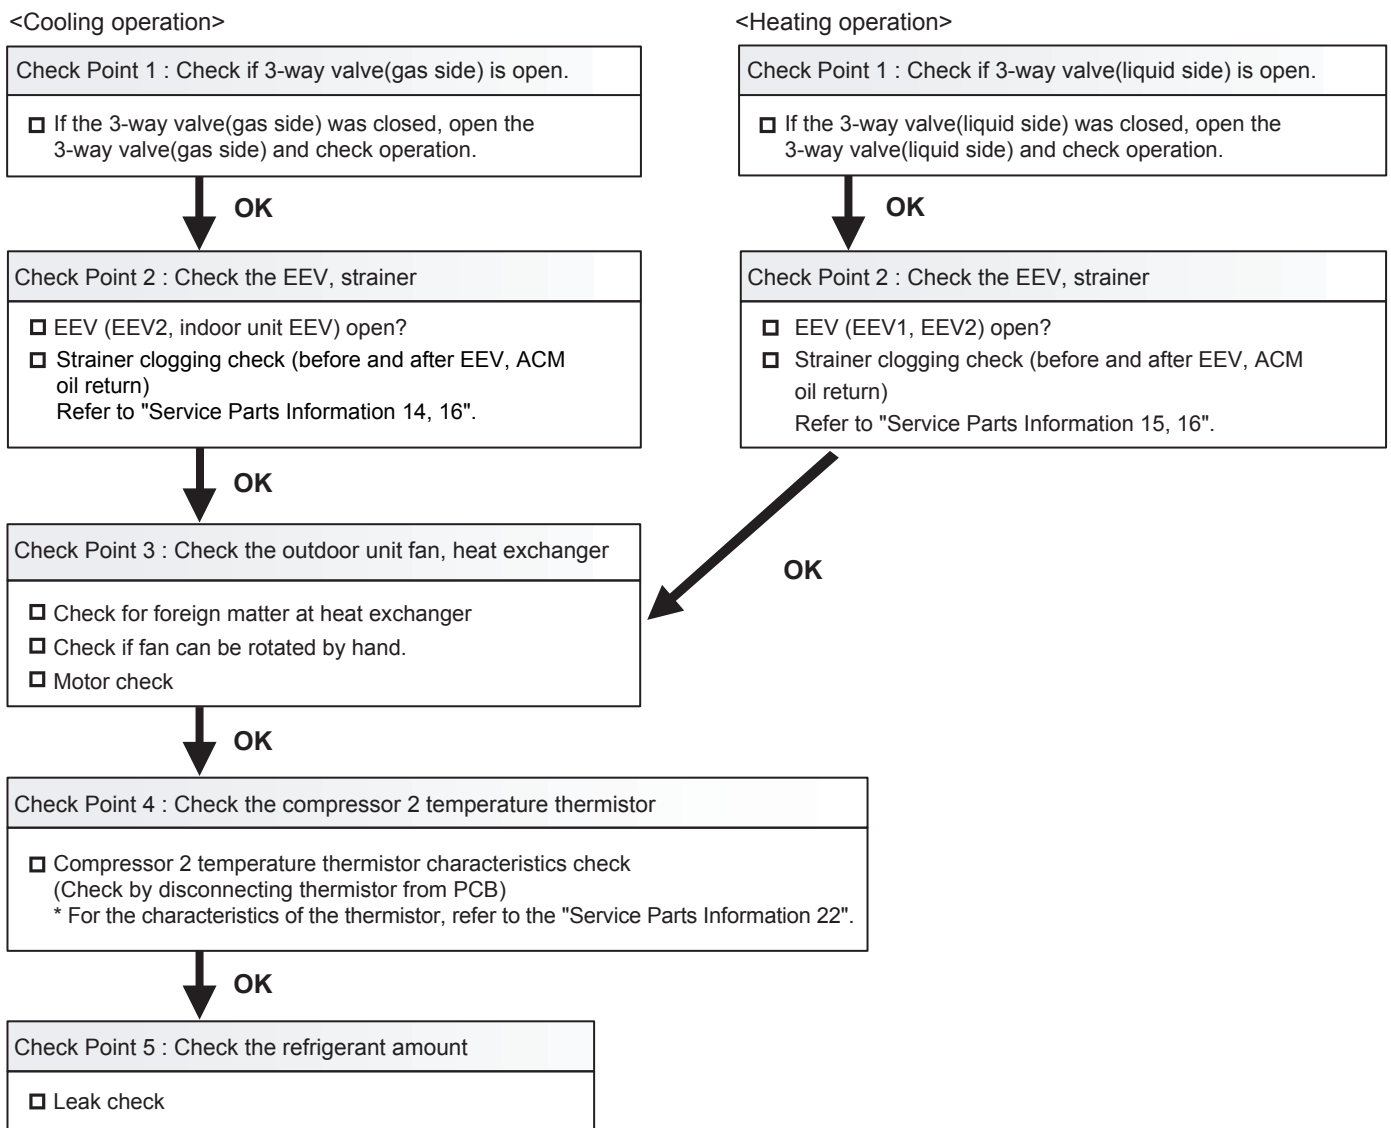 <Cooling operation>
Check Point 1 : Check if 3-way valve(gas side) is open.
If the 3-way valve(gas side) was closed, open the
3-way valve(gas side) and check operation.
OK
Check Point 2 : Check the EEV, strainer
EEV (EEV2, indoor unit EEV) open?
Strainer clogging check (before and after EEV, ACM
oil return)
Refer to "Service Parts Information 14, 16".
OK
<Heating operation>
Check Point 1 : Check if 3-way valve(liquid side) is open.
If the 3-way valve(liquid side) was closed, open the
3-way valve(liquid side) and check operation.
OK
Check Point 2 : Check the EEV, strainer
EEV (EEV1, EEV2) open?
Strainer clogging check (before and after EEV, ACM
oil return)
Refer to "Service Parts Information 15, 16".
OK
Check Point 3 : Check the outdoor unit fan, heat exchanger
Check for foreign matter at heat exchanger
Check if fan can be rotated by hand.
Motor check
OK
Check Point 4 : Check the compressor 2 temperature thermistor
Compressor 2 temperature thermistor characteristics check
(Check by disconnecting thermistor from PCB)
* For the characteristics of the thermistor, refer to the "Service Parts Information 22".
OK
Check Point 5 : Check the refrigerant amount
Leak check